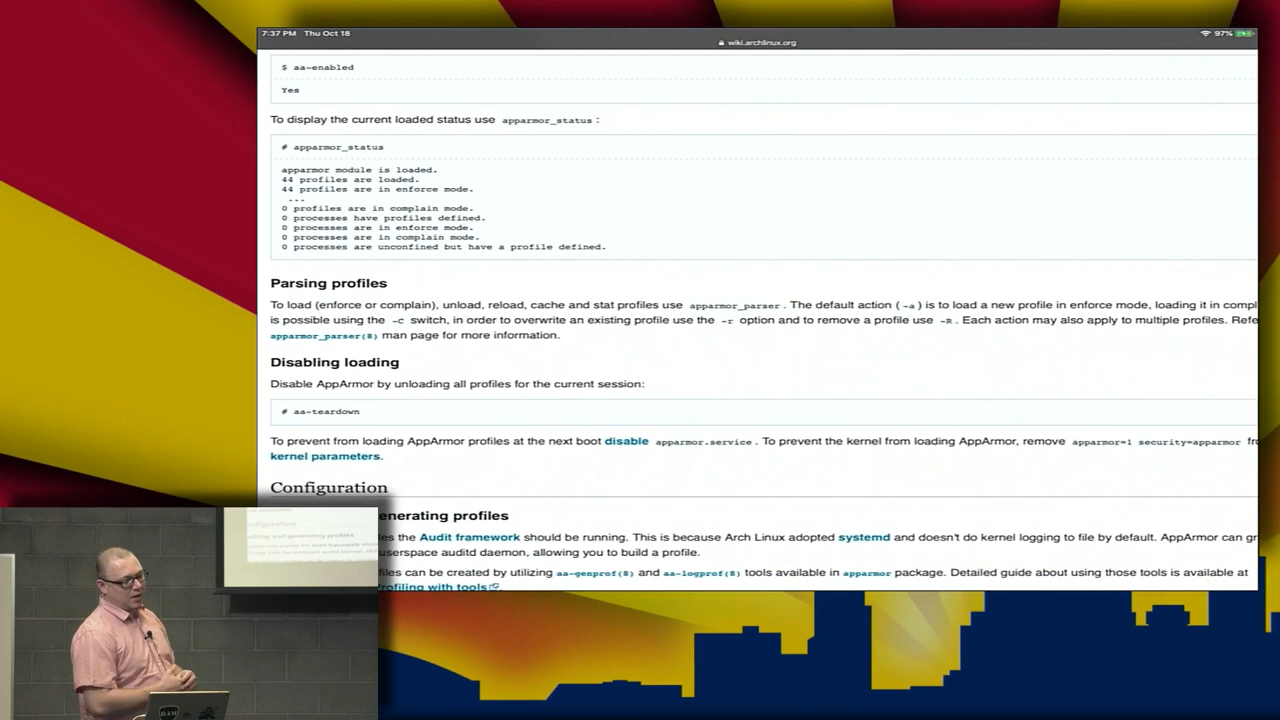 7:37 PM Thu Oct 18
wiki.archlinux.org
97%
$ aa-enabled
Yes
To display the current loaded status use apparmor_status :
# apparmor_status
apparmor module is loaded.
44 profiles are loaded.
44 profiles are in enforce mode.
...
0 profiles are in complain mode.
0 processes have profiles defined.
0 processes are in enforce mode.
0 processes are in complain mode.
0 processes are unconfined but have a profile defined.
Parsing profiles
To load (enforce or complain), unload, reload, cache and stat profiles use apparmor_parser . The default action ( -a ) is to load a new profile in enforce mode, loading it in compl
is possible using the -C switch, in order to overwrite an existing profile use the -r option and to remove a profile use -R . Each action may also apply to multiple profiles. Refe
apparmor_parser(8) man page for more information.
Disabling loading
Disable AppArmor by unloading all profiles for the current session:
# aa-teardown
To prevent from loading AppArmor profiles at the next boot disable apparmor.service . To prevent the kernel from loading AppArmor, remove apparmor=1 security=apparmor fr
kernel parameters.
Configuration
enerating profiles
les the Audit framework should be running. This is because Arch Linux adopted systemd and doesn't do kernel logging to file by default. AppArmor can gr
userspace auditd daemon, allowing you to build a profile.
files can be created by utilizing aa-genprof(8) and aa-logprof(8) tools available in apparmor package. Detailed guide about using those tools is available at
rofiling with tools .